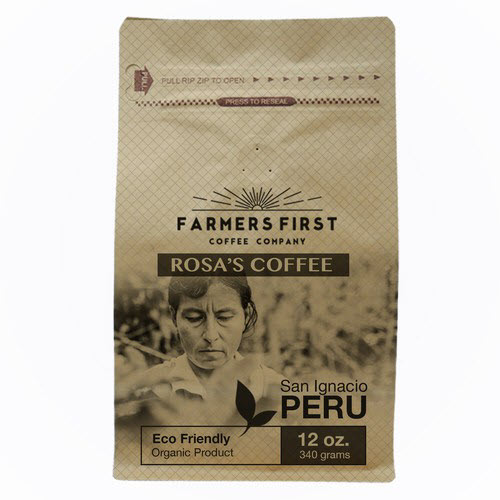 PULL
PULL RIP ZIP TO OPEN
PRESS TO RESEAL
FARMERS FIRST
COFFEE COMPANY
ROSA'S COFFEE
San Ignacio
PERU
Eco Friendly
Organic Product
12 oz.
340 grams